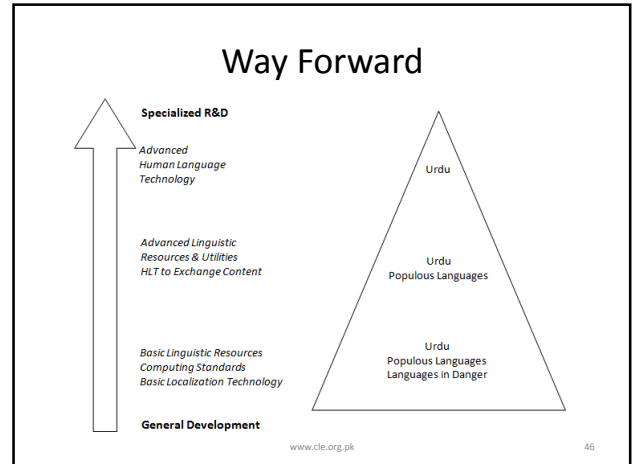 Way Forward
Specialized R&D
Advanced
Human Language
Technology
Urdu
Advanced Linguistic
Resources & Utilities
HLT to Exchange Content
Urdu
Populous Languages
Basic Linguistic Resources
Computing Standards
Basic Localization Technology
Urdu
Populous Languages
Languages in Danger
General Development
www.cle.org.pk
46